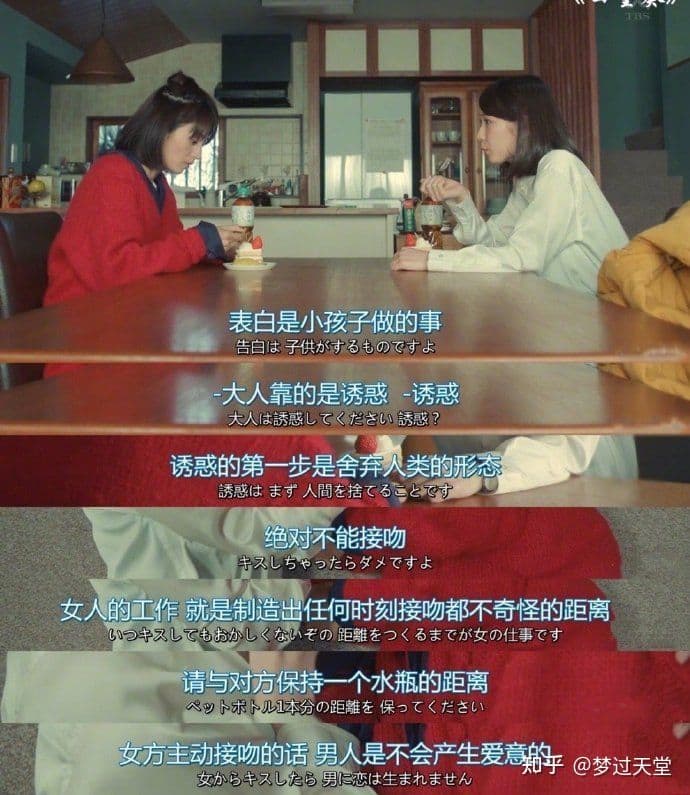 TBS
表白是小孩子做的事
告白は 子供がするものですよ
-大人靠的是诱惑 -诱惑
大人は誘惑してください 誘惑？
诱惑的第一步是舍弃人类的形态
誘惑は まず 人間を捨てることです
绝对不能接吻
キスしちゃったらダメですよ
女人的工作 就是制造出任何时刻接吻都不奇怪的距离
いつキスしてもおかしくないぞの 距離をつくるまでが女の仕事です
请与对方保持一个水瓶的距离
ペットボトル1本分の距離を 保ってください
女方主动接吻的话 男人是不会产生爱意的
女からキスしたら 男に恋は生まれません
知乎 @梦过天堂